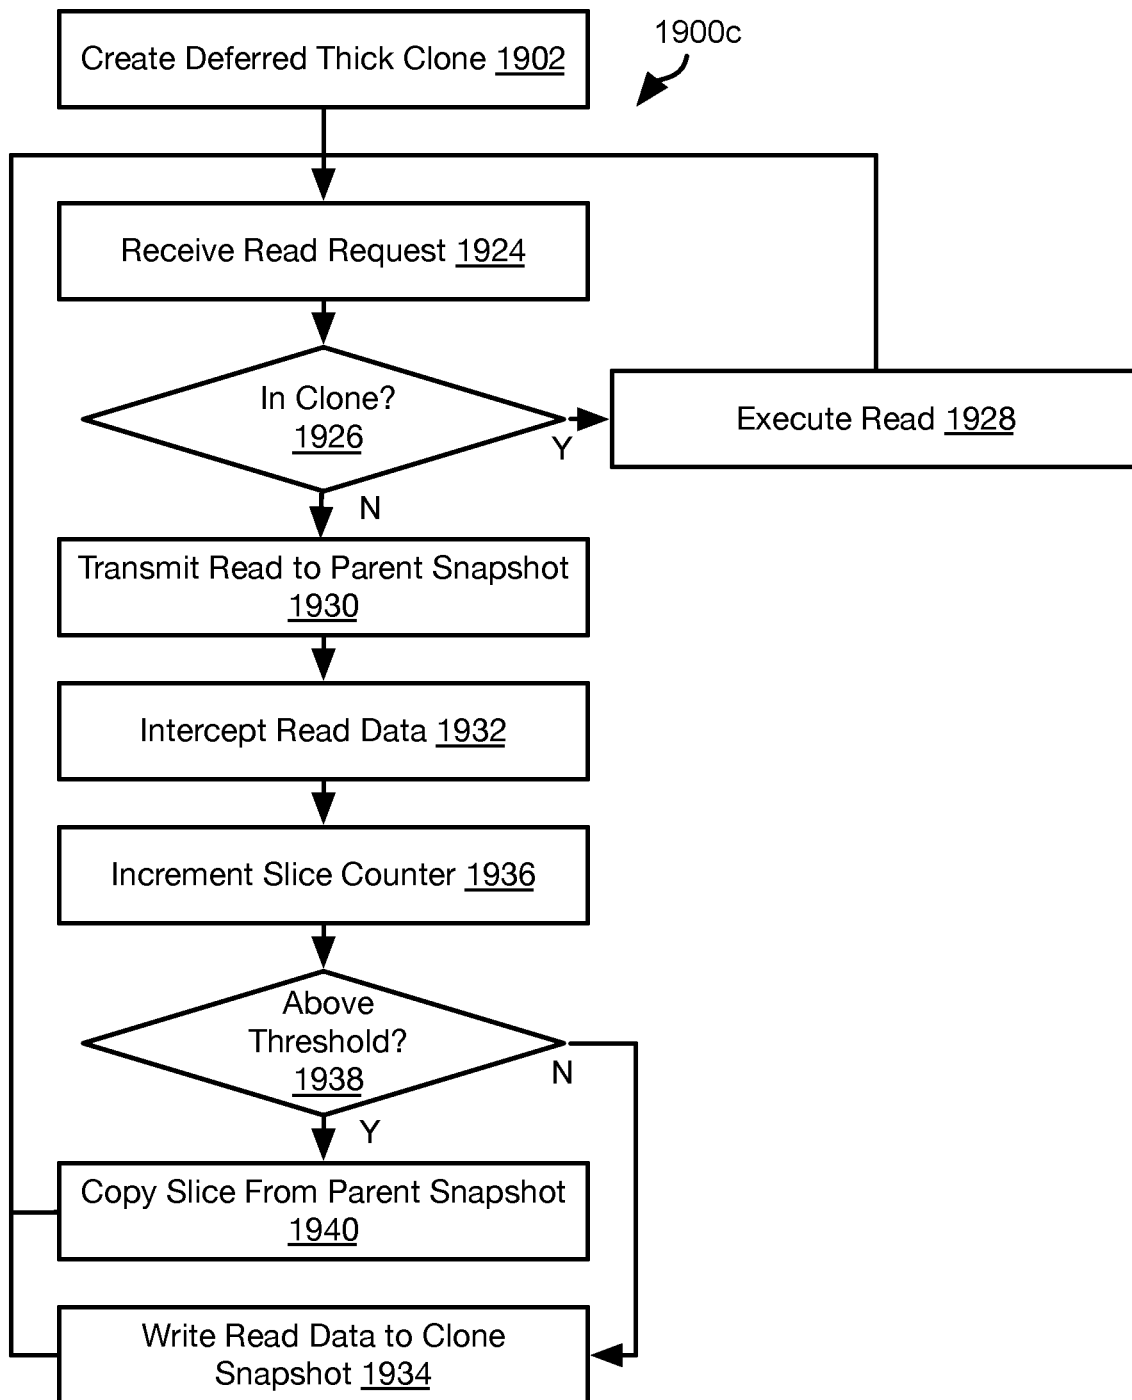 Create Deferred Thick Clone 1902
1900c
Receive Read Request 1924
In Clone?
1926
Y
Execute Read 1928
N
Transmit Read to Parent Snapshot
1930
Intercept Read Data 1932
Increment Slice Counter 1936
Above
Threshold?
1938
N
Y
Copy Slice From Parent Snapshot
1940
Write Read Data to Clone
Snapshot 1934